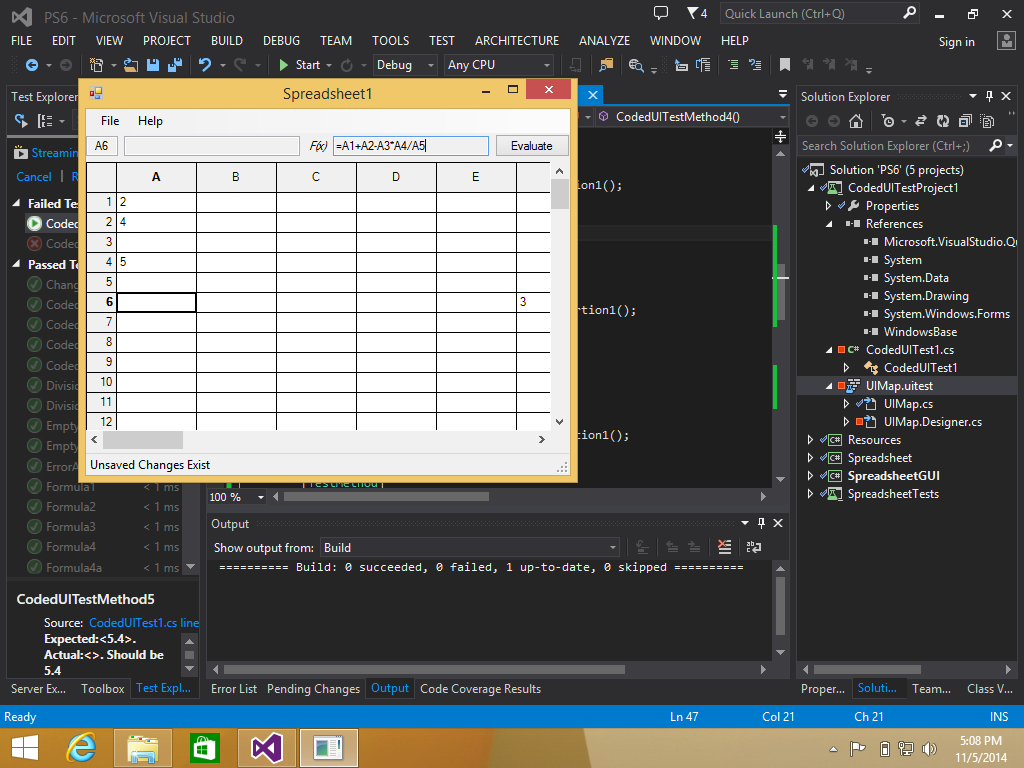 PS6 - Microsoft Visual Studio
4
Quick Launch (Ctrl+Q)
FILE EDIT VIEW PROJECT BUILD DEBUG TEAM TOOLS TEST ARCHITECTURE ANALYZE WINDOW HELP
Sign in
Start Debug Any CPU
Test Explorer
Streamin
Cancel
Failed Te
Coded
Coded
Passed Te
Chang
Coded
Coded
Coded
Coded
Divisio
Divisio
Empty
Empty
ErrorA
Formula1 < 1 ms
Formula2 < 1 ms
Formula3 < 1 ms
Formula4 < 1 ms
Formula4a < 1 ms
CodedUITestMethod5
Source: CodedUITest1.cs line
Expected:<5.4>.
Actual:<>. Should be
5.4
Server Ex... Toolbox Test Expl...
Spreadsheet1
File Help
A6 F(x) =A1+A2-A3*A4/A5 Evaluate
A B C D E
1 2
2 4
3
4 5
5
6 3
7
8
9
10
11
12
Unsaved Changes Exist
CodedUITestMethod4()
ion1();
rtion1();
tion1();
[TestMethod]
100 %
Output
Show output from: Build
========== Build: 0 succeeded, 0 failed, 1 up-to-date, 0 skipped ==========
Error List Pending Changes Output Code Coverage Results
Solution Explorer
Search Solution Explorer (Ctrl+;)
Solution 'PS6' (5 projects)
CodedUITestProject1
Properties
References
Microsoft.VisualStudio.Qu
System
System.Data
System.Drawing
System.Windows.Forms
WindowsBase
C# CodedUITest1.cs
CodedUITest1
UIMap.uitest
UIMap.cs
UIMap.Designer.cs
C# Resources
C# Spreadsheet
C# SpreadsheetGUI
SpreadsheetTests
Proper... Soluti... Team... Class V...
Ready Ln 47 Col 21 Ch 21 INS
5:08 PM
11/5/2014